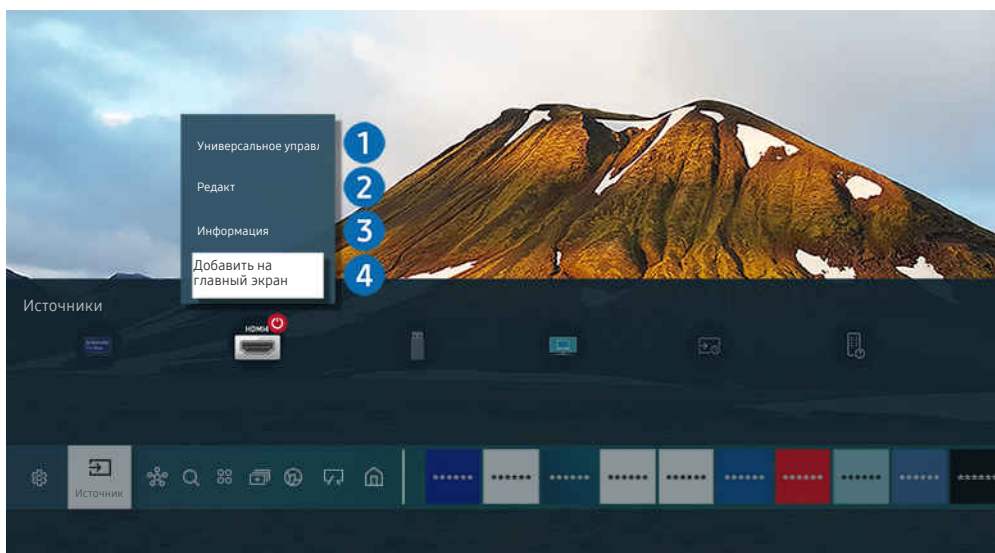 Универсальное управл
1
Редакт
2
Информация
3
Добавить на
главный экран
4
Источники
HDMI4
Источник
****** ****** ****** ****** ****** ****** ****** ****** ****** ******